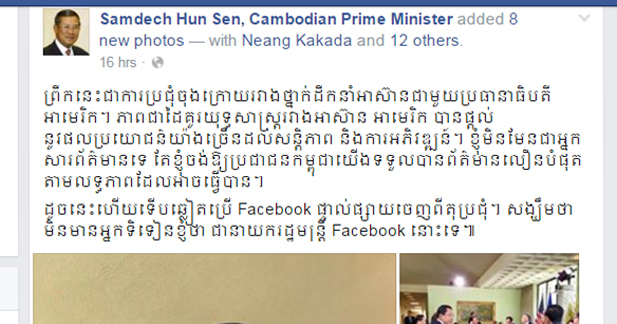 Samdech Hun Sen, Cambodian Prime Minister added 8
new photos — with Neang Kakada and 12 others.
16 hrs ·
ព្រឹកនេះជាការប្រជុំចុងក្រោយរវាងថ្នាក់ដឹកនាំអាស៊ានជាមួយប្រធានាធិបតី
អាមេរិក។ ភាពជាដៃគូរយុទ្ធសាស្ត្ររវាងអាស៊ាន អាមេរិក បានផ្តល់
នូវផលប្រយោជន៌យ៉ាងច្រើនដល់សន្តិភាព និងការអភិវឌ្ឍន៍។ ខ្ញុំមិនមែនជាអ្នក
សារព័ត៌មានទេ តែខ្ញុំចង់ឱ្យប្រជាជនកម្ពុជាយើងទទួលបានព័ត៌មានលឿនបំផុត
តាមលទ្ធភាពដែលអាចធ្វើបាន។
ដូចនេះហើយទើបឆ្លៀតប្រើ Facebook ផ្ទាល់ផ្សាយចេញពីគុប្រជុំ។ សង្ឃឹមថា
មិនមានអ្នកទិទៀនខ្ញុំថា ជានាយករដ្ឋមន្ត្រី Facebook នោះទេ៕